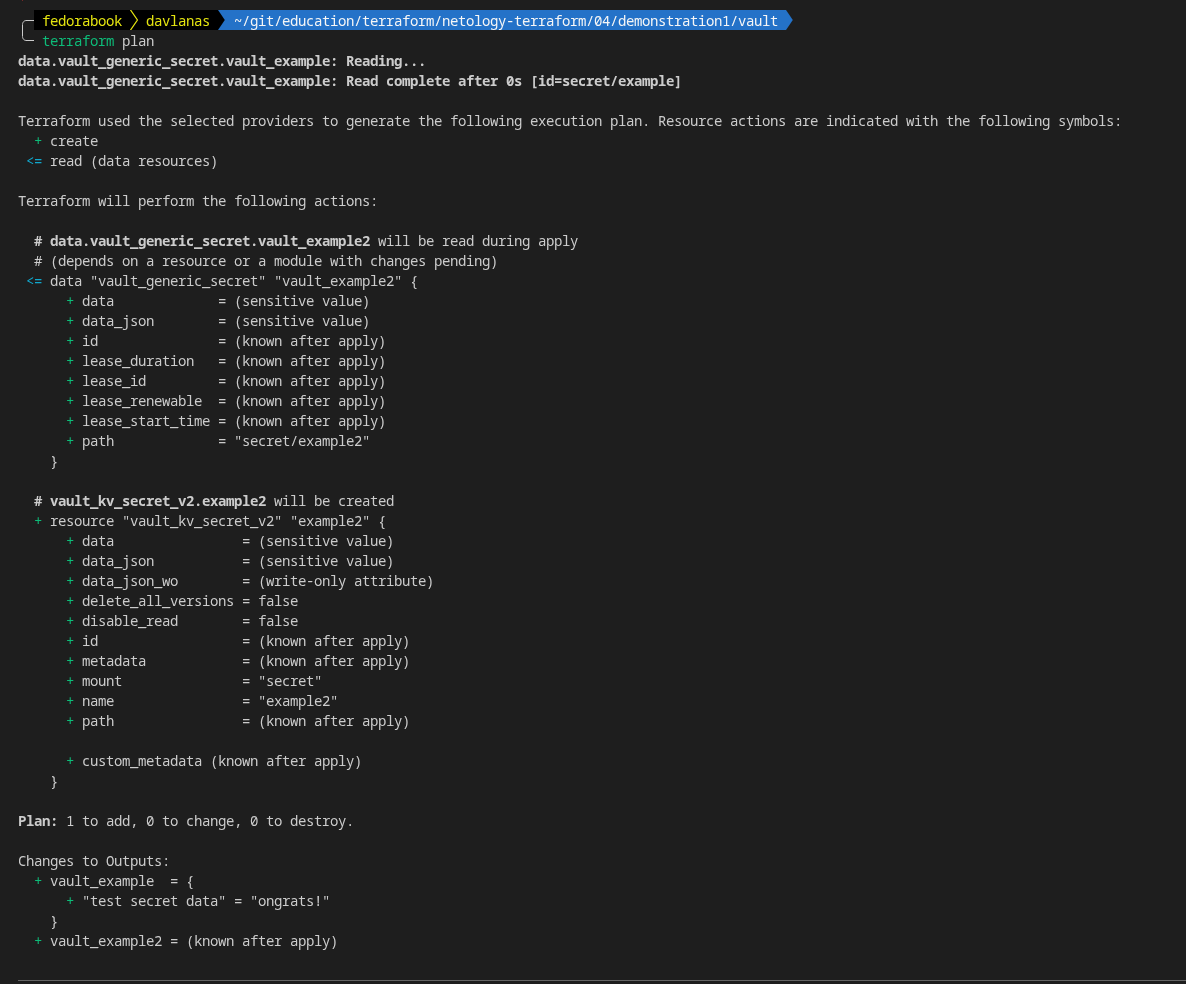 fedorabook davlanas ~/git/education/terraform/netology-terraform/04/demonstration1/vault
terraform plan
data.vault_generic_secret.vault_example: Reading...
data.vault_generic_secret.vault_example: Read complete after 0s [id=secret/example]

Terraform used the selected providers to generate the following execution plan. Resource actions are indicated with the following symbols:
  + create
 <= read (data resources)

Terraform will perform the following actions:

  # data.vault_generic_secret.vault_example2 will be read during apply
  # (depends on a resource or a module with changes pending)
 <= data "vault_generic_secret" "vault_example2" {
      + data             = (sensitive value)
      + data_json        = (sensitive value)
      + id               = (known after apply)
      + lease_duration   = (known after apply)
      + lease_id         = (known after apply)
      + lease_renewable  = (known after apply)
      + lease_start_time = (known after apply)
      + path             = "secret/example2"
    }

  # vault_kv_secret_v2.example2 will be created
  + resource "vault_kv_secret_v2" "example2" {
      + data                = (sensitive value)
      + data_json           = (sensitive value)
      + data_json_wo        = (write-only attribute)
      + delete_all_versions = false
      + disable_read        = false
      + id                  = (known after apply)
      + metadata            = (known after apply)
      + mount               = "secret"
      + name                = "example2"
      + path                = (known after apply)

      + custom_metadata (known after apply)
    }

Plan: 1 to add, 0 to change, 0 to destroy.

Changes to Outputs:
  + vault_example  = {
      + "test secret data" = "ongrats!"
    }
  + vault_example2 = (known after apply)